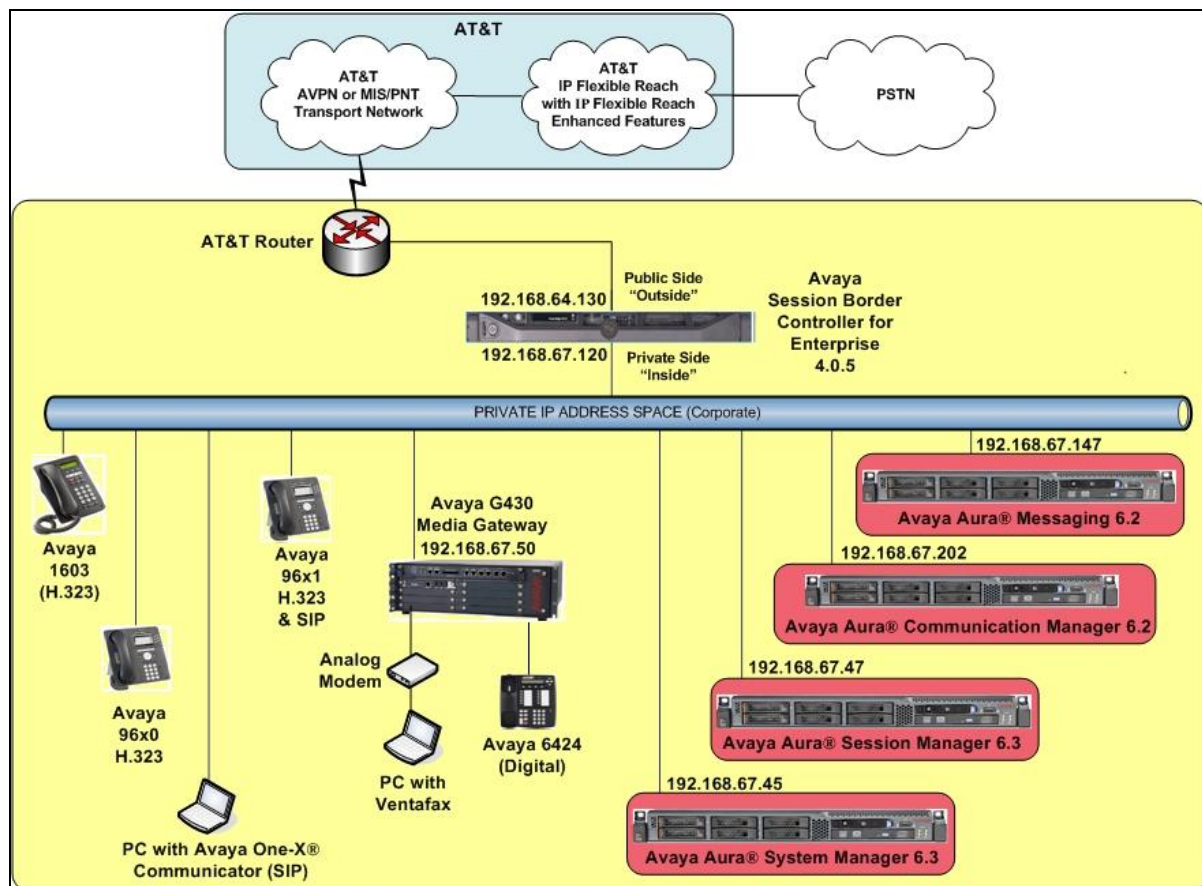 AT&T
AT&T
AVPN or MIS/PNT
Transport Network
AT&T
IP Flexible Reach
with IP Flexible Reach
Enhanced Features
PSTN
AT&T Router
Public Side
“Outside”
192.168.64.130
Avaya
Session Border
Controller for
Enterprise
4.0.5
192.168.67.120
Private Side
“Inside”
PRIVATE IP ADDRESS SPACE (Corporate)
Avaya
1603
(H.323)
Avaya
96x0
H.323
PC with Avaya One-X®
Communicator (SIP)
Avaya
96x1
H.323
& SIP
Avaya G430
Media Gateway
192.168.67.50
Analog
Modem
PC with
Ventafax
Avaya 6424
(Digital)
192.168.67.147
Avaya Aura® Messaging 6.2
192.168.67.202
Avaya Aura® Communication Manager 6.2
192.168.67.47
Avaya Aura® Session Manager 6.3
192.168.67.45
Avaya Aura® System Manager 6.3